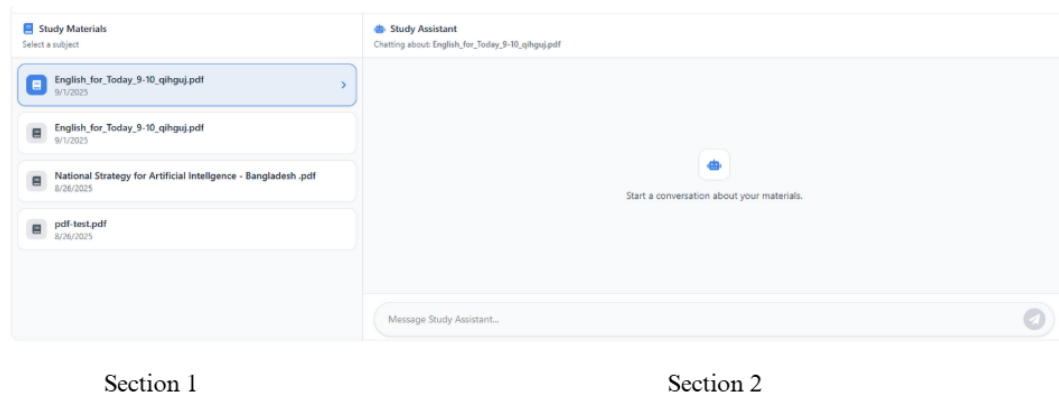 Study Materials
Select a subject
English_for_Today_9-10_qihguj.pdf
9/1/2025
English_for_Today_9-10_qihguj.pdf
9/1/2025
National Strategy for Artificial Intellgence - Bangladesh .pdf
8/26/2025
pdf-test.pdf
8/26/2025
Study Assistant
Chatting about: English_for_Today_9-10_qihguj.pdf
Start a conversation about your materials.
Message Study Assistant...
Section 1
Section 2